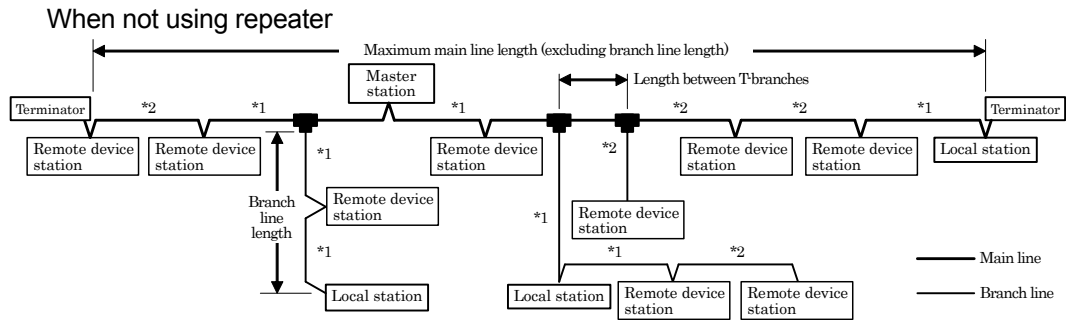 When not using repeater
Maximum main line length (excluding branch line length)
Master
station
Length between T-branches
Terminator
*2
*1
*1
*2
*2
*1
Terminator
Remote device
station
Remote device
station
Remote device
station
Remote device
station
Remote device
station
Local station
*1
*2
Branch
line
length
Remote device
station
*1
Remote device
station
*1
*1
*2
Local station
Local station
Remote device
station
Remote device
station
Main line
Branch line